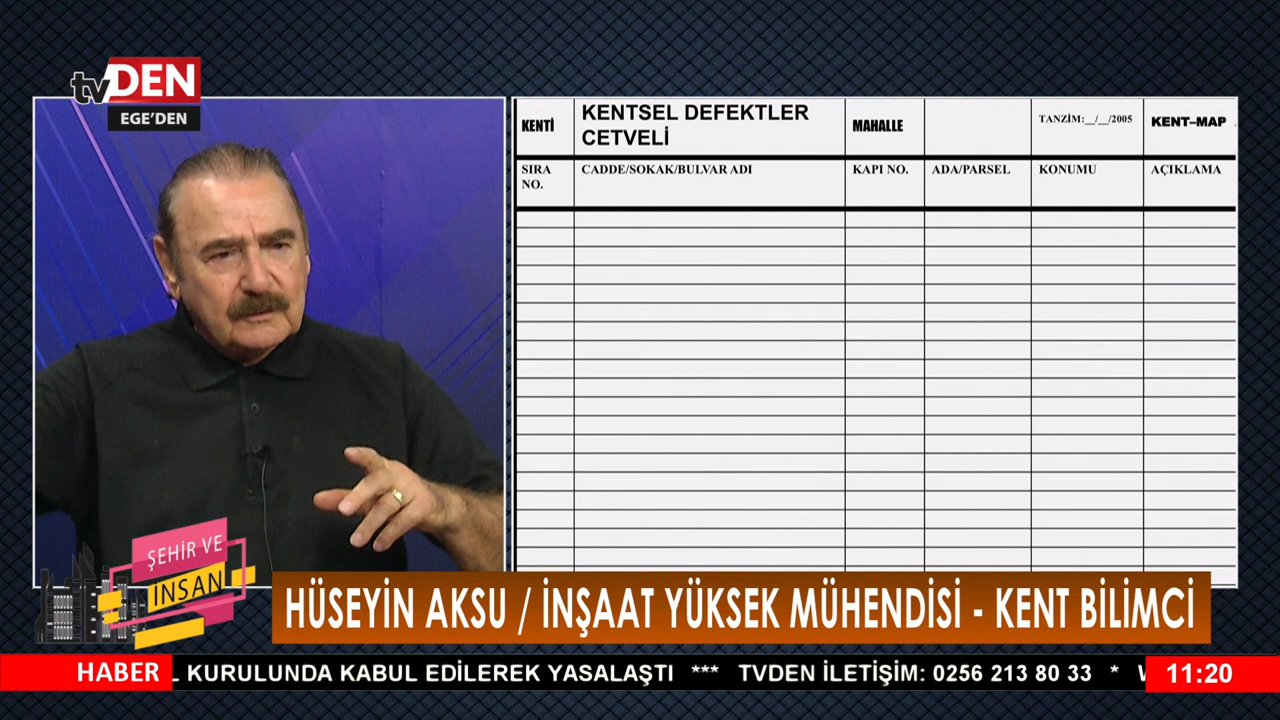 tvDEN
EGE'DEN
KENTİ
KENTSEL DEFEKTLER
CETVELİ
MAHALLE
TANZİM:__/__/2005
KENT–MAP
SIRA
NO.
CADDE/SOKAK/BULVAR ADI
KAPI NO.
ADA/PARSEL
KONUMU
AÇIKLAMA
ŞEHİR VE
INSAN
HÜSEYİN AKSU / İNŞAAT YÜKSEK MÜHENDİSİ - KENT BİLİMCİ
HABER
KURULUNDA KABUL EDİLEREK YASALAŞTI *** TVDEN İLETİŞİM: 0256 213 80 33 *
11:20